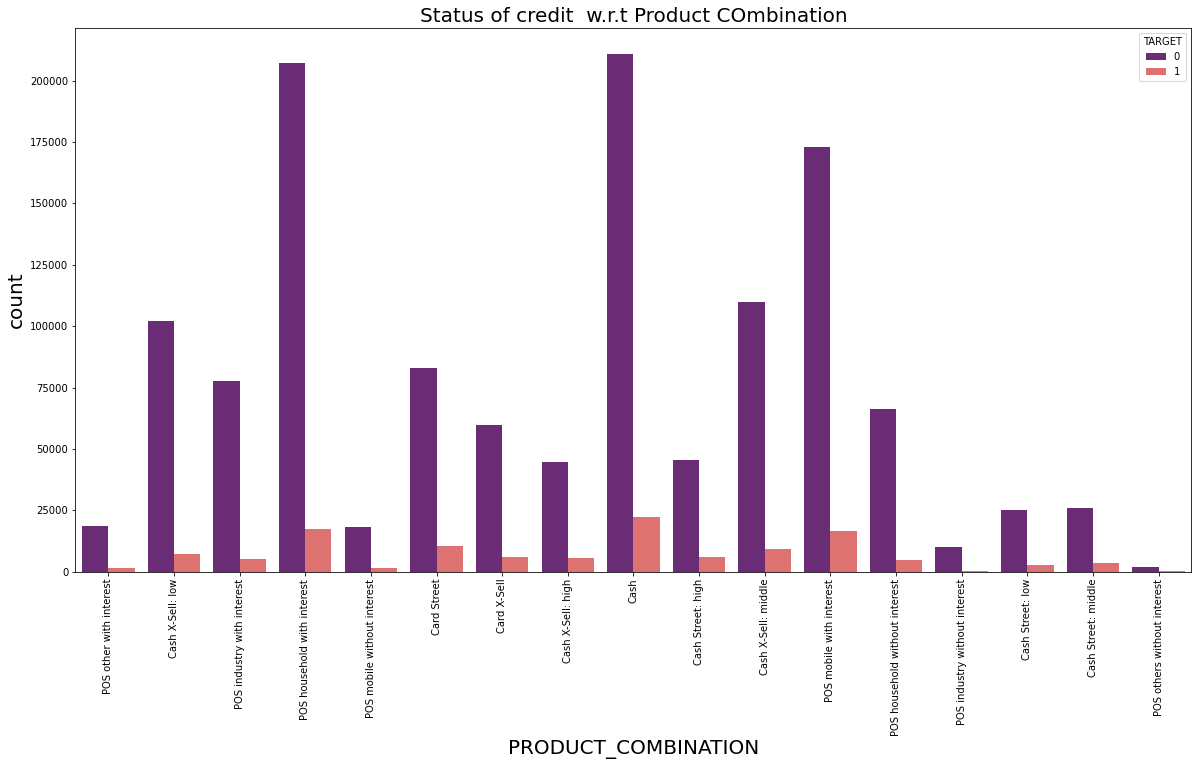 Status of credit  w.r.t Product COmbination
TARGET
0
1
count
200000
175000
150000
125000
100000
75000
50000
25000
0
POS other with interest
Cash X-Sell: low
POS industry with interest
POS household with interest
POS mobile without interest
Card Street
Card X-Sell
Cash X-Sell: high
Cash
Cash Street: high
Cash X-Sell: middle
POS mobile with interest
POS household without interest
POS industry without interest
Cash Street: low
Cash Street: middle
POS others without interest
PRODUCT_COMBINATION